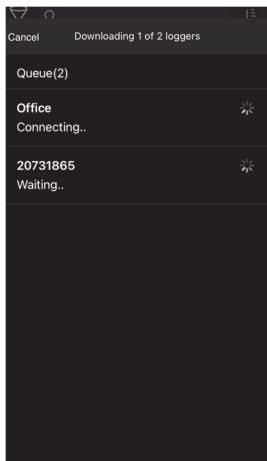 Cancel Downloading 1 of 2 loggers
Queue(2)
Office
Connecting..
20731865
Waiting..